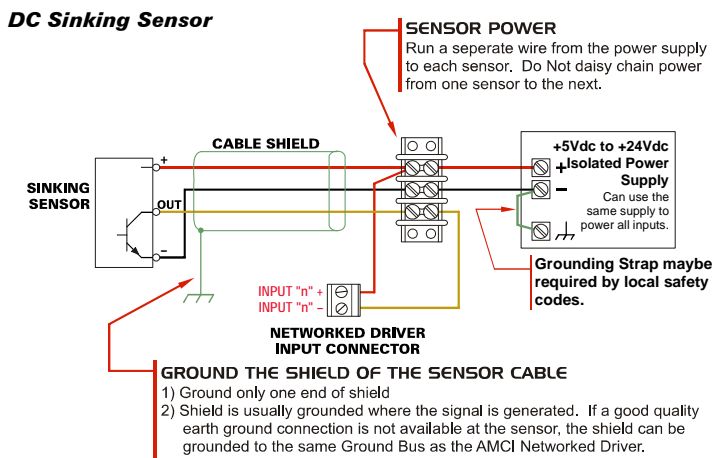 DC Sinking Sensor
SENSOR POWER
Run a seperate wire from the power supply
to each sensor. Do Not daisy chain power
from one sensor to the next.
CABLE SHIELD
+5Vdc to +24Vdc
Isolated Power
Supply
Can use the
same supply to
power all inputs.
+
–
+
OUT
–
SINKING
SENSOR
Grounding Strap maybe
required by local safety
codes.
INPUT "n" +
INPUT "n" –
NETWORKED DRIVER
INPUT CONNECTOR
GROUND THE SHIELD OF THE SENSOR CABLE
1) Ground only one end of shield
2) Shield is usually grounded where the signal is generated. If a good quality
earth ground connection is not available at the sensor, the shield can be
grounded to the same Ground Bus as the AMCI Networked Driver.